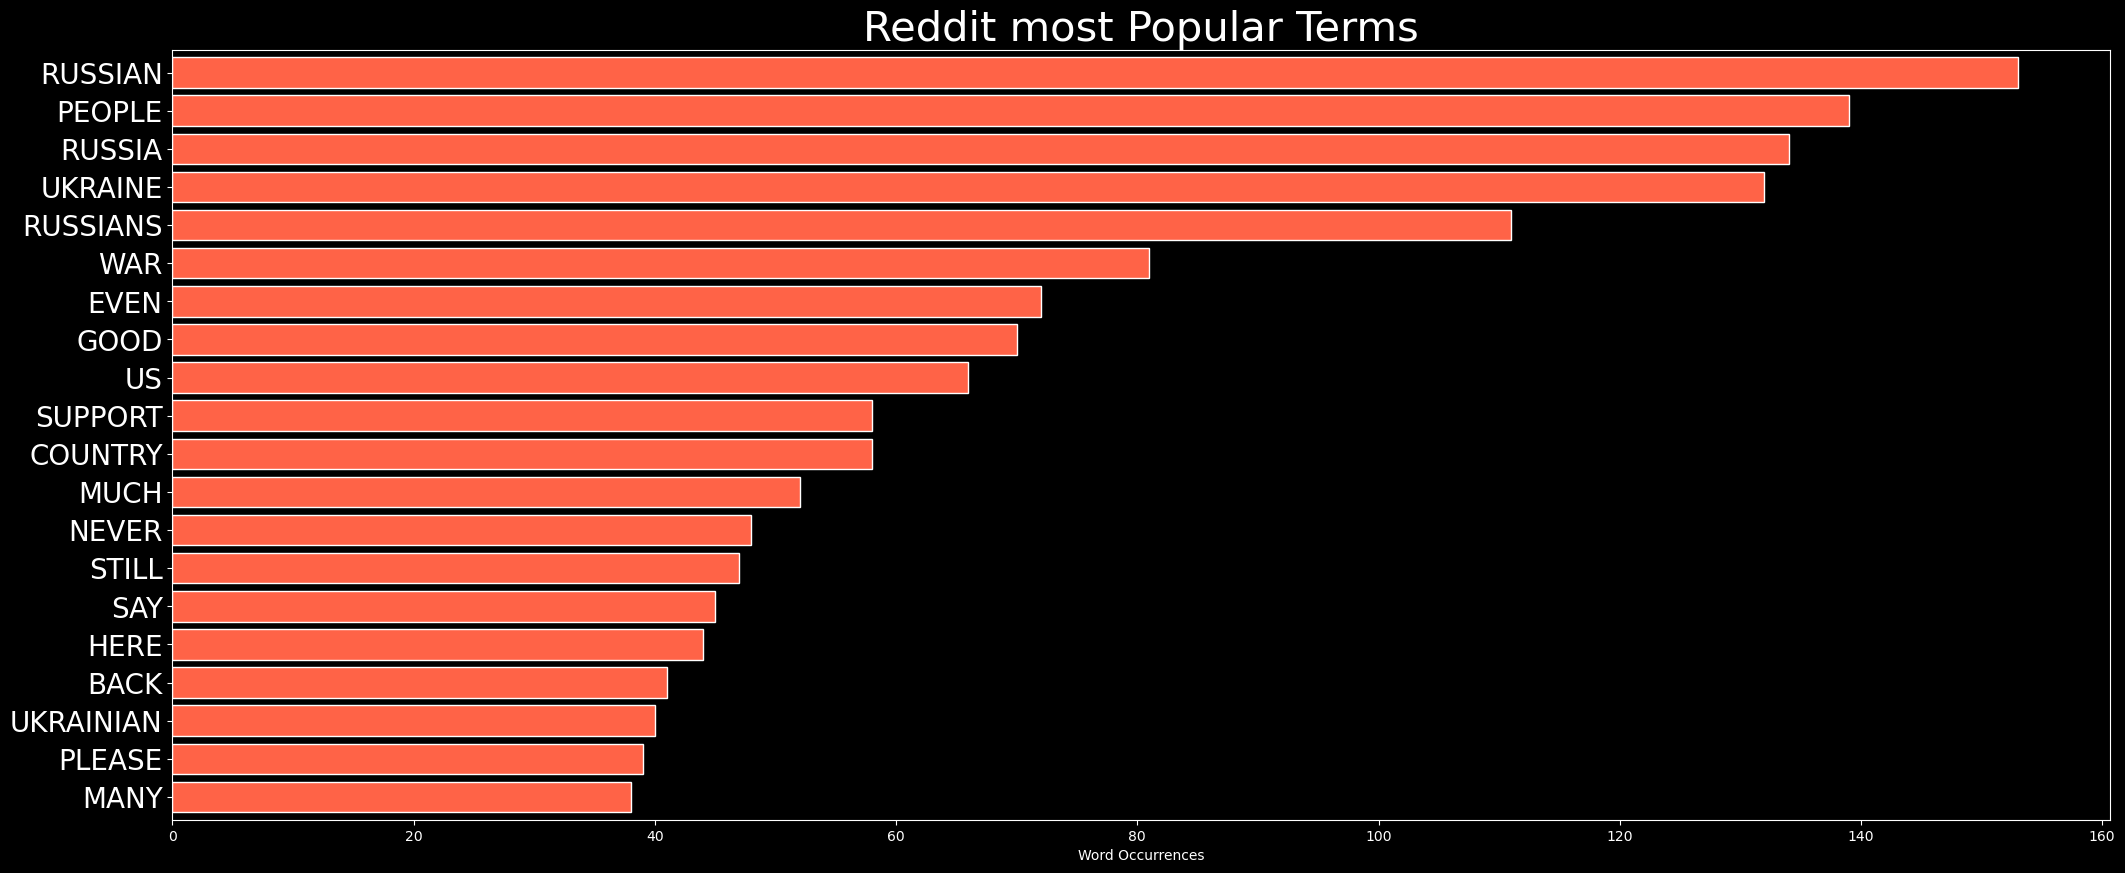 Reddit most Popular Terms
RUSSIAN
PEOPLE
RUSSIA
UKRAINE
RUSSIANS
WAR
EVEN
GOOD
US
SUPPORT
COUNTRY
MUCH
NEVER
STILL
SAY
HERE
BACK
UKRAINIAN
PLEASE
MANY
0 20 40 60 80 100 120 140 160
Word Occurrences